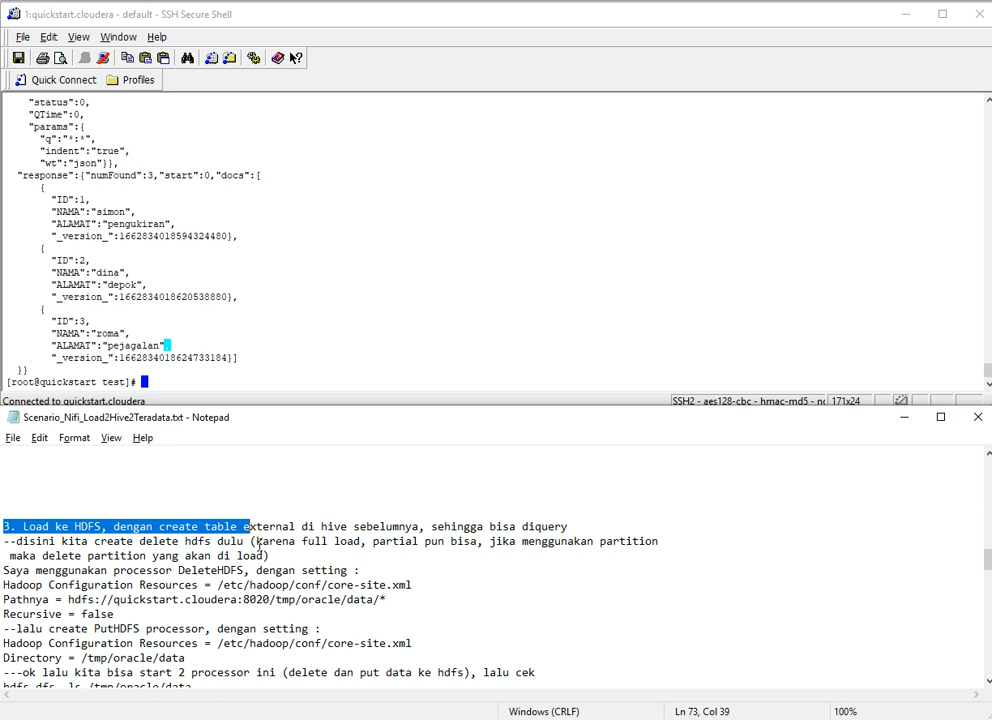 1:quickstart.cloudera - default - SSH Secure Shell
File Edit View Window Help
Quick Connect Profiles
"status":0,
"QTime":0,
"params":{
"q":"*:*",
"indent":"true",
"wt":"json"}},
"response":{"numFound":3,"start":0,"docs":[
{
"ID":1,
"NAMA":"simon",
"ALAMAT":"pengukiran",
"_version_":1662834018594324480},
{
"ID":2,
"NAMA":"dina",
"ALAMAT":"depok",
"_version_":1662834018620538880},
{
"ID":3,
"NAMA":"roma",
"ALAMAT":"pejagalan",
"_version_":1662834018624733184}]
}}
[root@quickstart test]#
Connected to quickstart.cloudera SSH2 - aes128-cbc - hmac-md5 - 171x24
Scenario_Nifi_Load2Hive2Teradata.txt - Notepad
File Edit Format View Help
3. Load ke HDFS, dengan create table external di hive sebelumnya, sehingga bisa diquery
--disini kita create delete hdfs dulu (karena full load, partial pun bisa, jika menggunakan partition
maka delete partition yang akan di load)
Saya menggunakan processor DeleteHDFS, dengan setting :
Hadoop Configuration Resources = /etc/hadoop/conf/core-site.xml
Pathnya = hdfs://quickstart.cloudera:8020/tmp/oracle/data/*
Recursive = false
--lalu create PutHDFS processor, dengan setting :
Hadoop Configuration Resources = /etc/hadoop/conf/core-site.xml
Directory = /tmp/oracle/data
---ok lalu kita bisa start 2 processor ini (delete dan put data ke hdfs), lalu cek
hdfs dfs -ls /tmp/oracle/data
Windows (CRLF) Ln 73, Col 39 100%